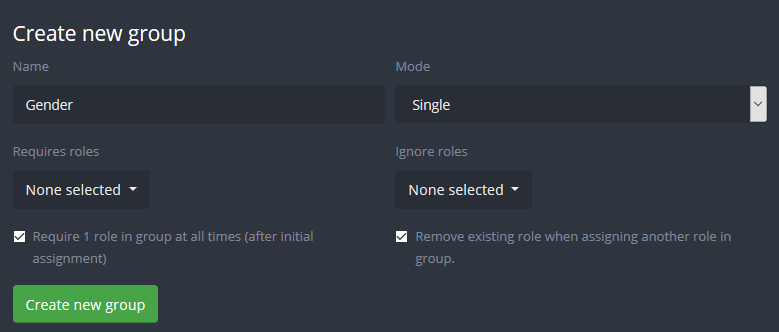 Create new group
Name
Mode
Gender
Single
Requires roles
Ignore roles
None selected
None selected
Require 1 role in group at all times (after initial
assignment)
Remove existing role when assigning another role in
group.
Create new group